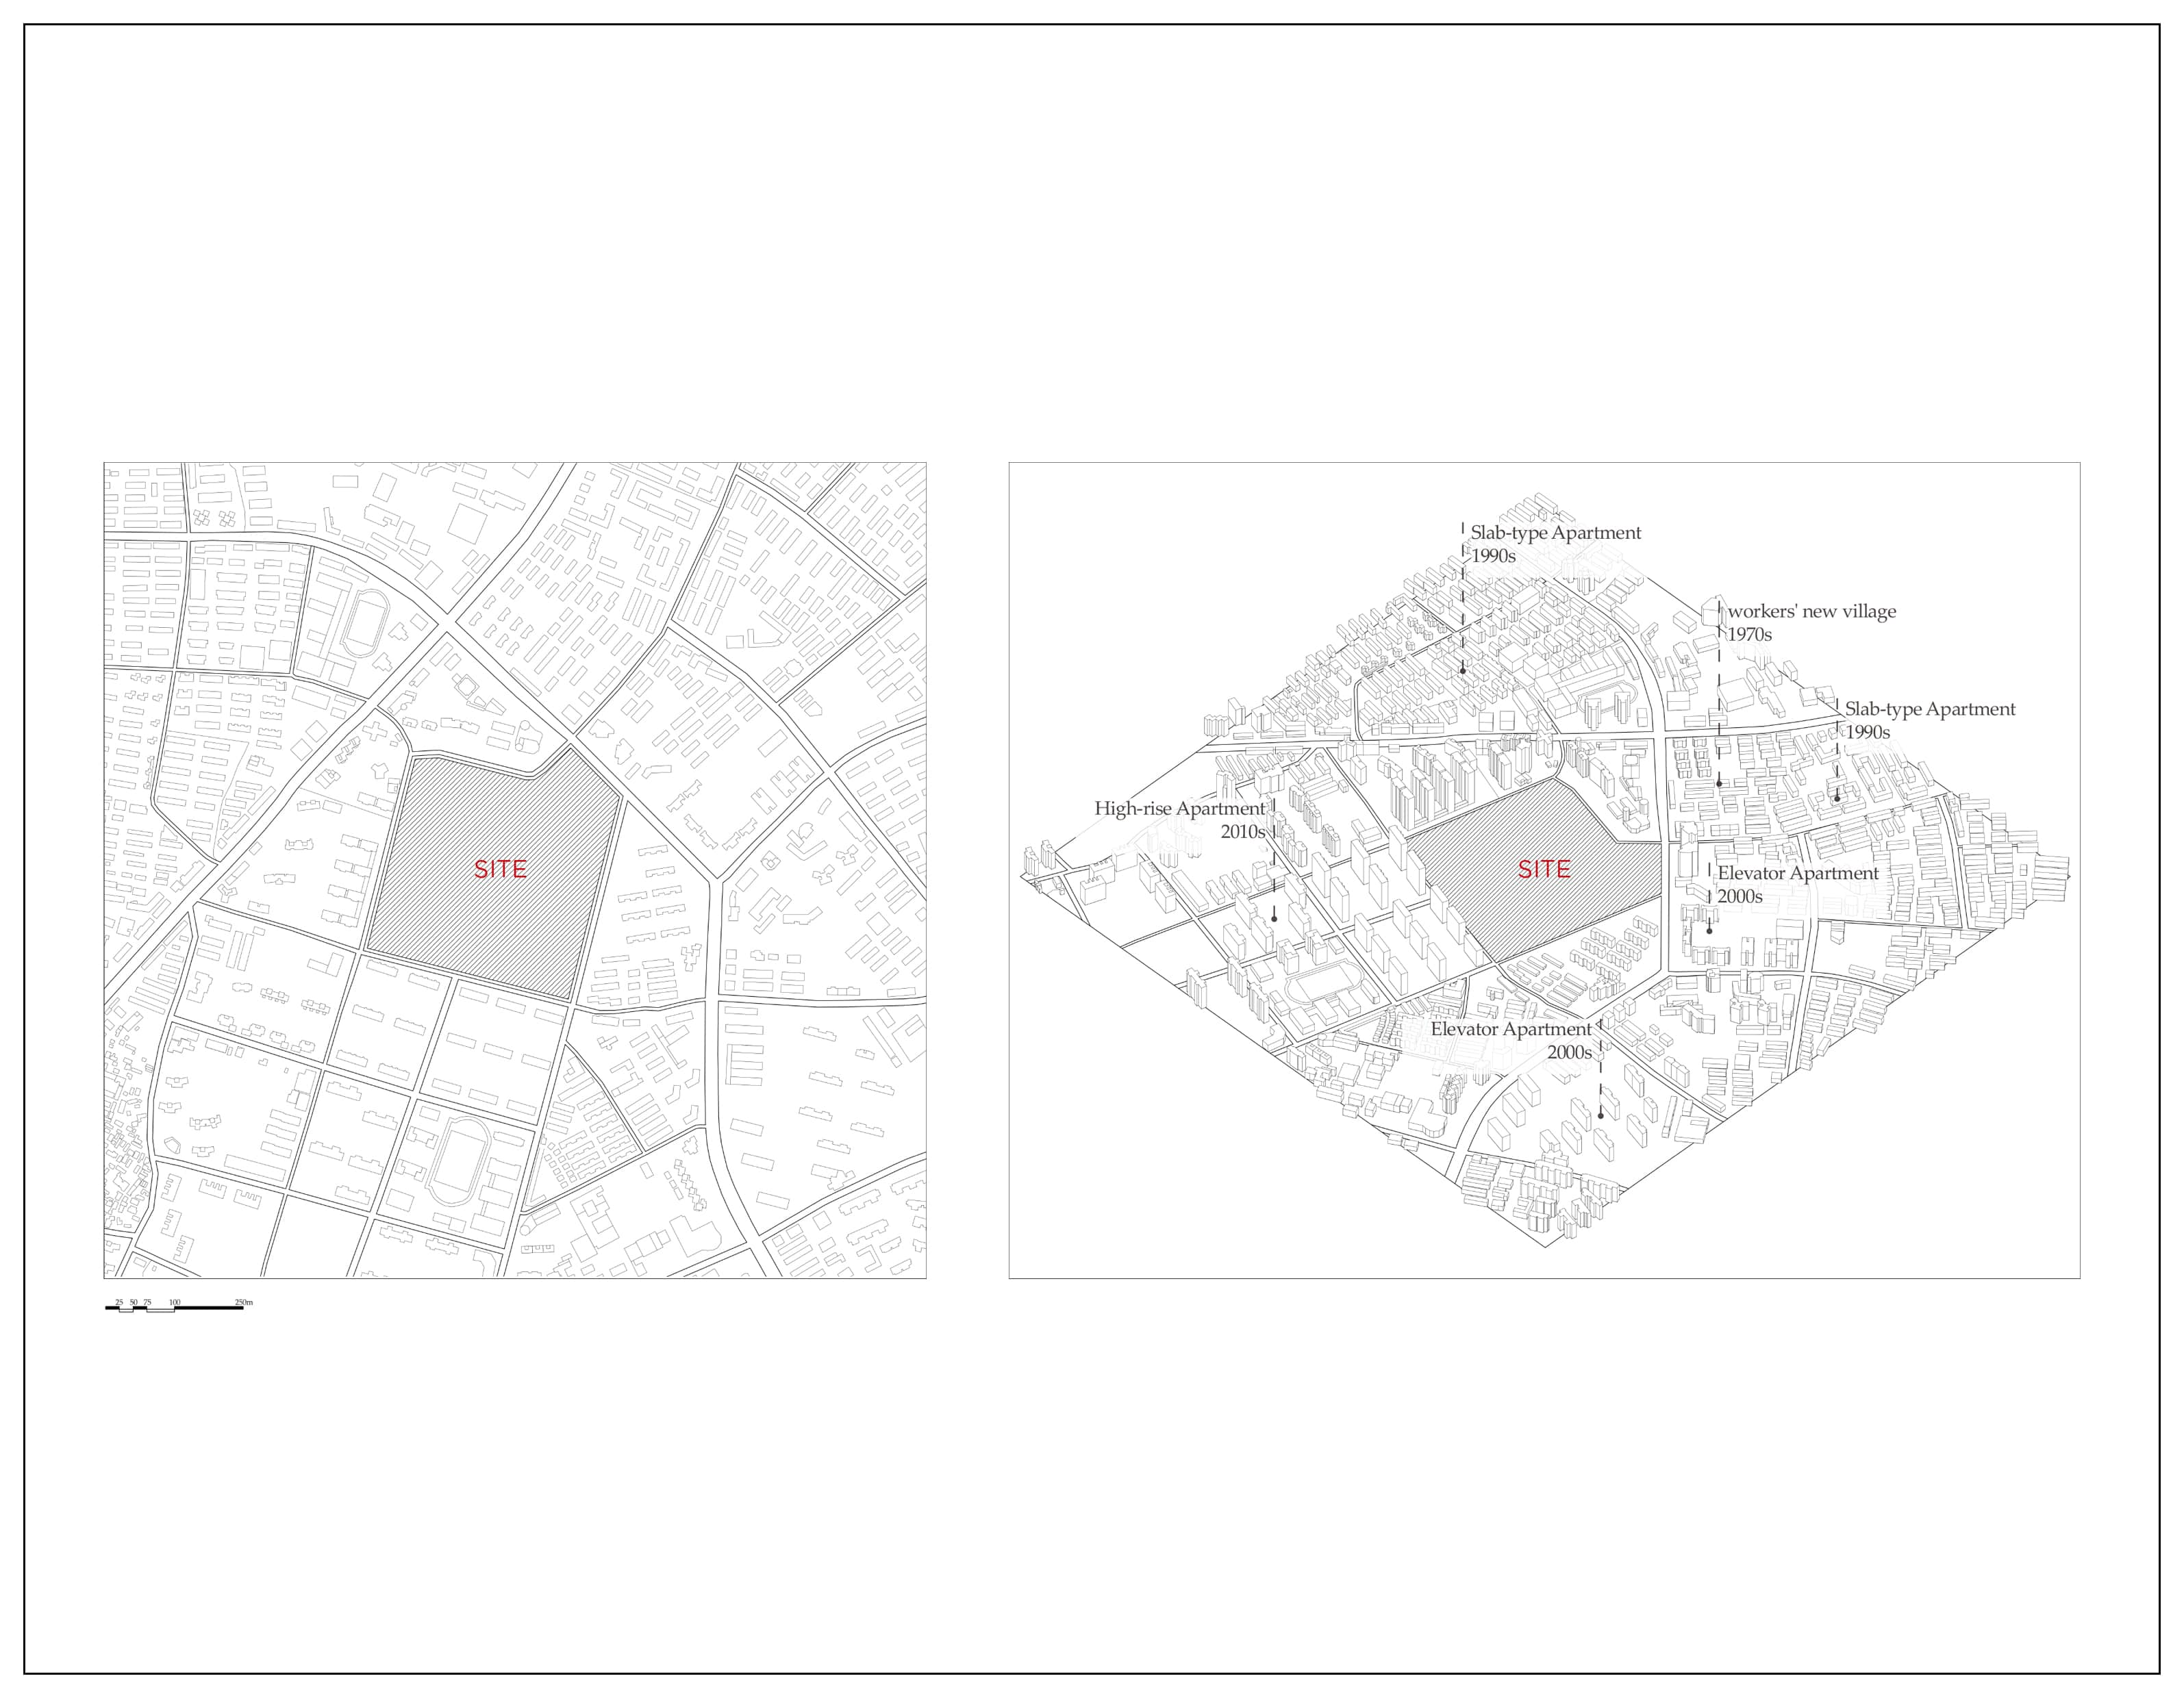 SITE
25 50 75 100 250m
Slab-type Apartment
1990s
workers' new village
1970s
Slab-type Apartment
1990s
High-rise Apartment
2010s
SITE
Elevator Apartment
2000s
Elevator Apartment
2000s